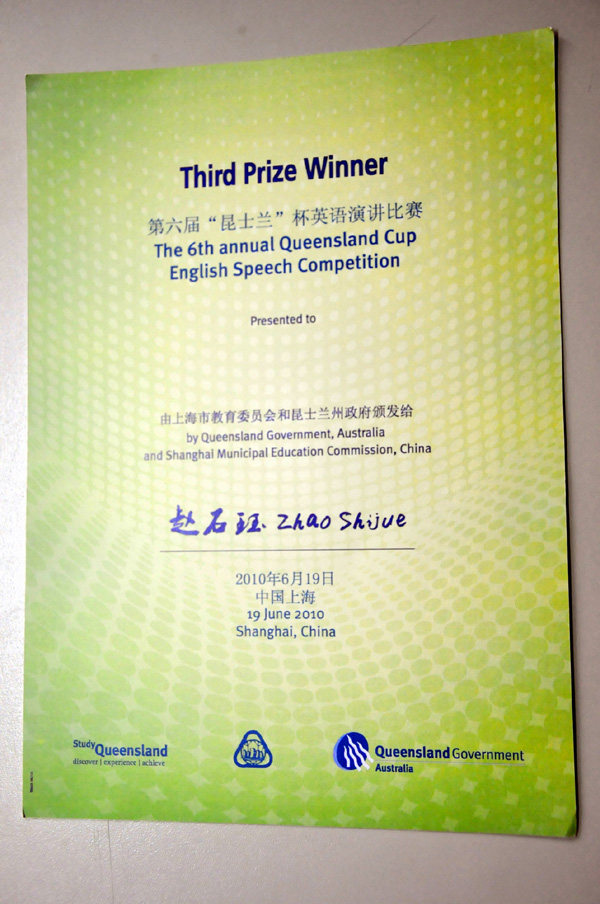 Third Prize Winner
第六届“昆士兰”杯英语演讲比赛
The 6th annual Queensland Cup
English Speech Competition
Presented to
由上海市教育委员会和昆士兰州政府颁发给
by Queensland Government, Australia
and Shanghai Municipal Education Commission, China
赵石珏 Zhao Shijue
2010年6月19日
中国上海
19 June 2010
Shanghai, China
Study Queensland
discover | experience | achieve
Queensland Government
Australia